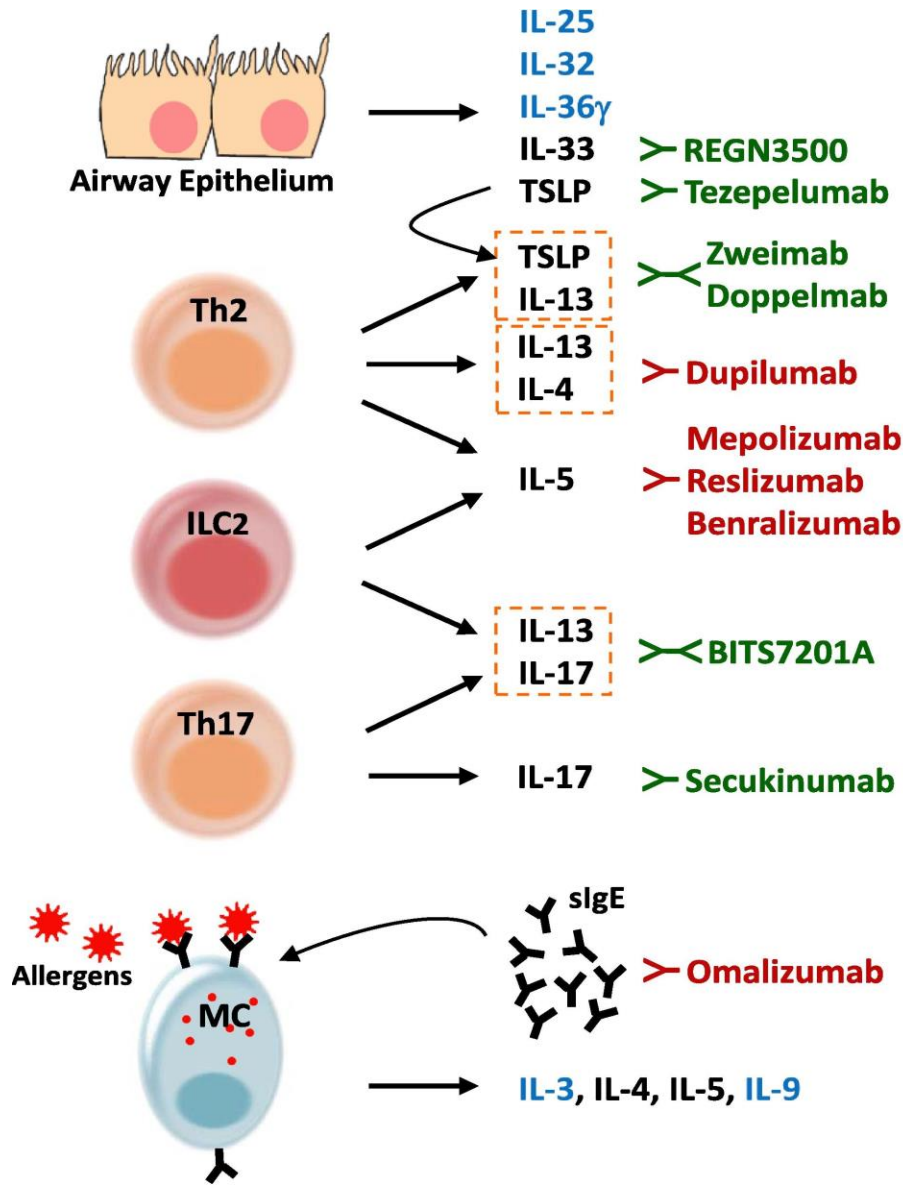 IL-25
IL-32
IL-36γ
IL-33 REGN3500
Airway Epithelium
TSLP Tezepelumab
TSLP Zweimab
IL-13 Doppelmab
Th2
IL-13
IL-4
Dupilumab
Mepolizumab
IL-5 Reslizumab
Benralizumab
ILC2
IL-13
IL-17
BITS7201A
Th17
IL-17 Secukinumab
sIgE
Allergens
Omalizumab
MC
IL-3, IL-4, IL-5, IL-9